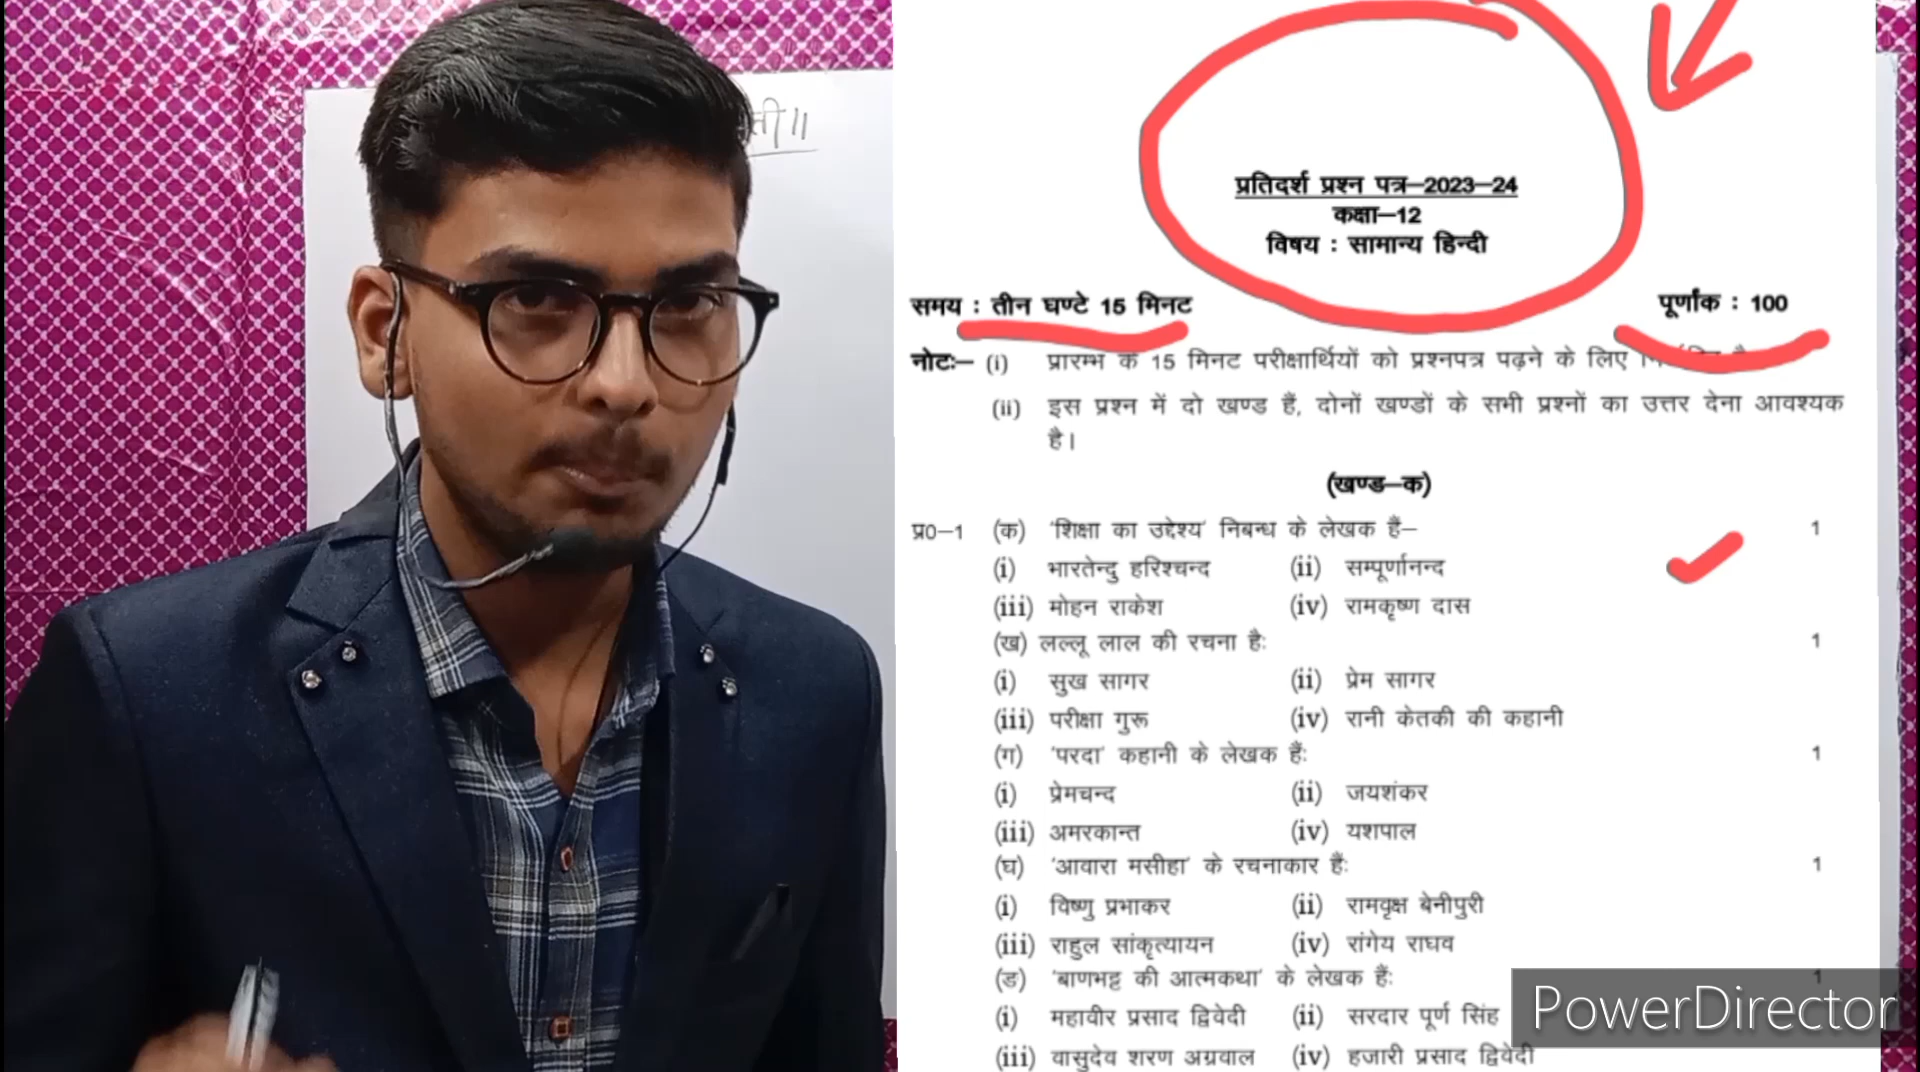 ती॥
प्रतिदर्श प्रश्न पत्र–2023–24
कक्षा–12
विषय : सामान्य हिन्दी
समय : तीन घण्टे 15 मिनट पूर्णांक : 100
नोटः– (i) प्रारम्भ के 15 मिनट परीक्षार्थियों को प्रश्नपत्र पढ़ने के लिए
(ii) इस प्रश्न में दो खण्ड हैं, दोनों खण्डों के सभी प्रश्नों का उत्तर देना आवश्यक
है।
(खण्ड–क)
प्र0–1 (क) 'शिक्षा का उद्देश्य' निबन्ध के लेखक हैं– 1
(i) भारतेन्दु हरिश्चन्द (ii) सम्पूर्णानन्द
(iii) मोहन राकेश (iv) रामकृष्ण दास
(ख) लल्लू लाल की रचना है: 1
(i) सुख सागर (ii) प्रेम सागर
(iii) परीक्षा गुरू (iv) रानी केतकी की कहानी
(ग) 'परदा' कहानी के लेखक हैं: 1
(i) प्रेमचन्द (ii) जयशंकर
(iii) अमरकान्त (iv) यशपाल
(घ) 'आवारा मसीहा' के रचनाकार हैं: 1
(i) विष्णु प्रभाकर (ii) रामवृक्ष बेनीपुरी
(iii) राहुल सांकृत्यायन (iv) रांगेय राघव
(ङ) 'बाणभट्ट की आत्मकथा' के लेखक हैं: 1
(i) महावीर प्रसाद द्विवेदी (ii) सरदार पूर्ण सिंह
(iii) वासुदेव शरण अग्रवाल (iv) हजारी प्रसाद द्विवेदी
PowerDirector